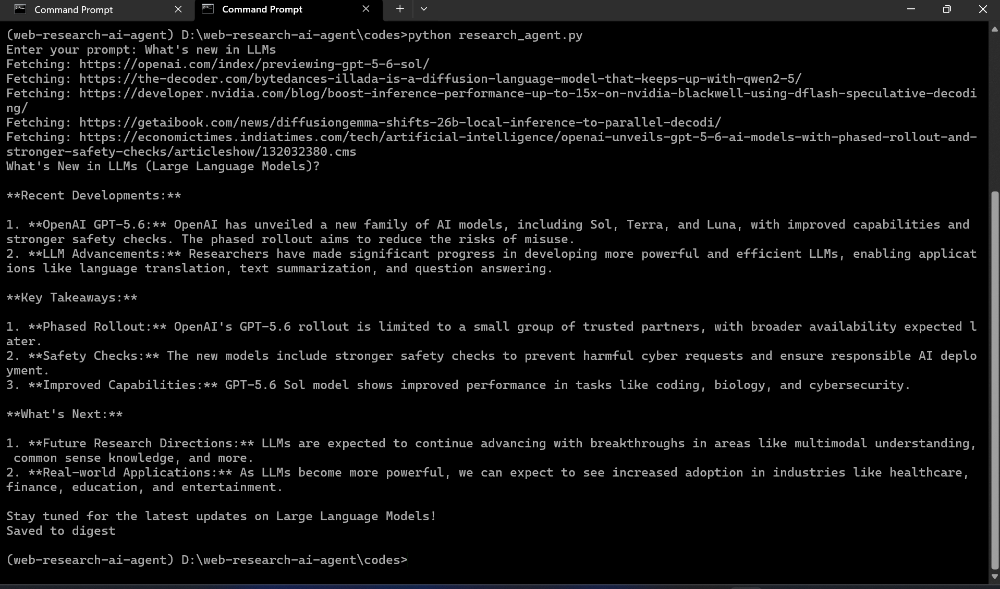 Command Prompt
Command Prompt
(web-research-ai-agent) D:\web-research-ai-agent\codes>python research_agent.py
Enter your prompt: What's new in LLMs
Fetching: https://openai.com/index/previewing-gpt-5-6-sol/
Fetching: https://the-decoder.com/bytedances-illada-is-a-diffusion-language-model-that-keeps-up-with-qwen2-5/
Fetching: https://developer.nvidia.com/blog/boost-inference-performance-up-to-15x-on-nvidia-blackwell-using-dflash-speculative-decodi
ng/
Fetching: https://getaibook.com/news/diffusiongemma-shifts-26b-local-inference-to-parallel-decodi/
Fetching: https://economictimes.indiatimes.com/tech/artificial-intelligence/openai-unveils-gpt-5-6-ai-models-with-phased-rollout-and-
stronger-safety-checks/articleshow/132032380.cms
What's New in LLMs (Large Language Models)?
**Recent Developments:**
1. **OpenAI GPT-5.6:** OpenAI has unveiled a new family of AI models, including Sol, Terra, and Luna, with improved capabilities and
stronger safety checks. The phased rollout aims to reduce the risks of misuse.
2. **LLM Advancements:** Researchers have made significant progress in developing more powerful and efficient LLMs, enabling applicat
ions like language translation, text summarization, and question answering.
**Key Takeaways:**
1. **Phased Rollout:** OpenAI's GPT-5.6 rollout is limited to a small group of trusted partners, with broader availability expected l
ater.
2. **Safety Checks:** The new models include stronger safety checks to prevent harmful cyber requests and ensure responsible AI deplo
yment.
3. **Improved Capabilities:** GPT-5.6 Sol model shows improved performance in tasks like coding, biology, and cybersecurity.
**What's Next:**
1. **Future Research Directions:** LLMs are expected to continue advancing with breakthroughs in areas like multimodal understanding,
 common sense knowledge, and more.
2. **Real-world Applications:** As LLMs become more powerful, we can expect to see increased adoption in industries like healthcare,
finance, education, and entertainment.
Stay tuned for the latest updates on Large Language Models!
Saved to digest
(web-research-ai-agent) D:\web-research-ai-agent\codes>